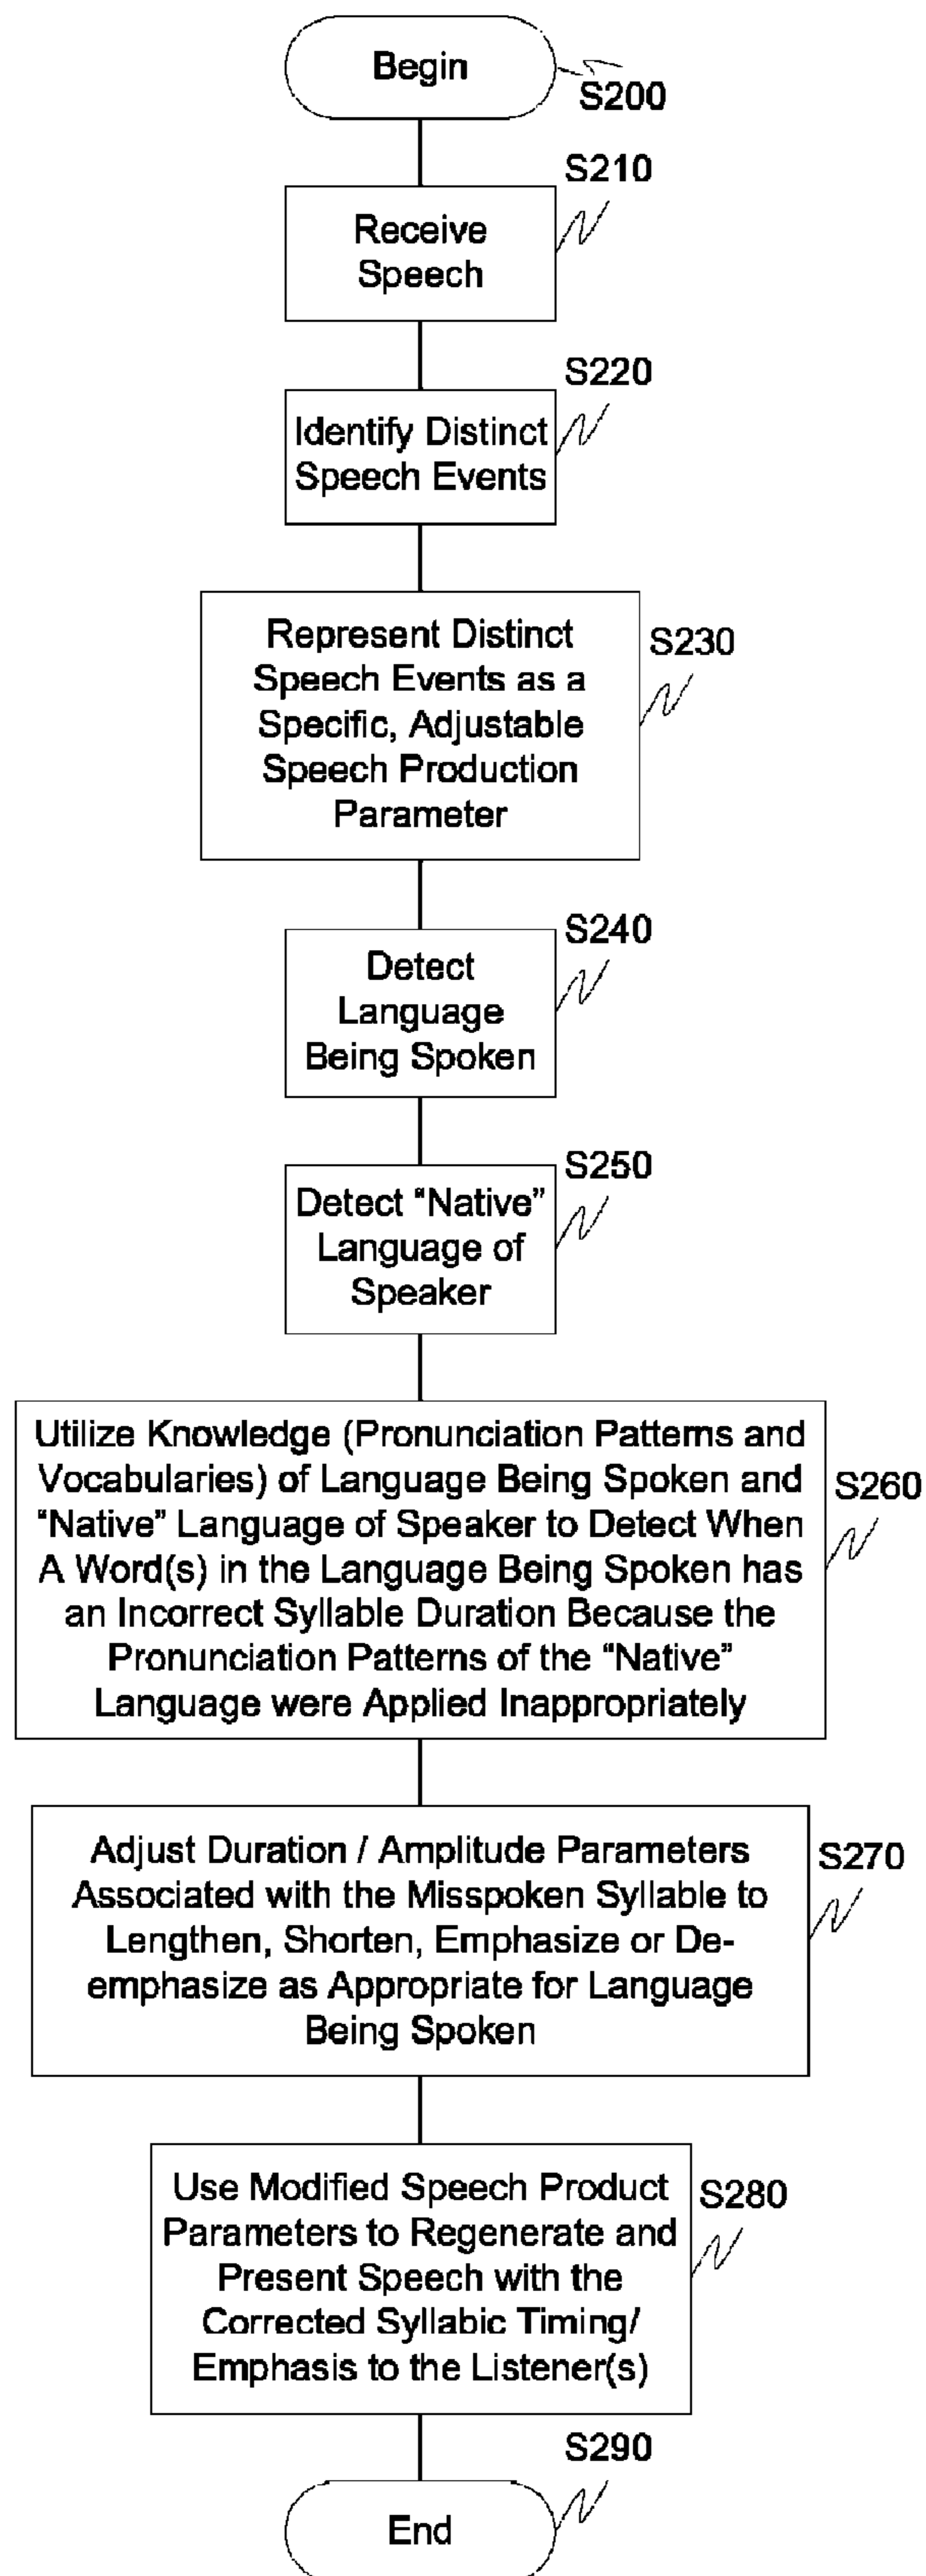 Begin
S200
S210
Receive
Speech
S220
Identify Distinct
Speech Events
Represent Distinct
Speech Events as a
Specific, Adjustable
Speech Production
Parameter
S230
S240
Detect
Language
Being Spoken
S250
Detect “Native”
Language of
Speaker
Utilize Knowledge (Pronunciation Patterns and
Vocabularies) of Language Being Spoken and
“Native” Language of Speaker to Detect When
A Word(s) in the Language Being Spoken has
an Incorrect Syllable Duration Because the
Pronunciation Patterns of the “Native”
Language were Applied Inappropriately
S260
Adjust Duration / Amplitude Parameters
Associated with the Misspoken Syllable to
Lengthen, Shorten, Emphasize or De-
emphasize as Appropriate for Language
Being Spoken
S270
Use Modified Speech Product
Parameters to Regenerate and
Present Speech with the
Corrected Syllabic Timing/
Emphasis to the Listener(s)
S280
S290
End